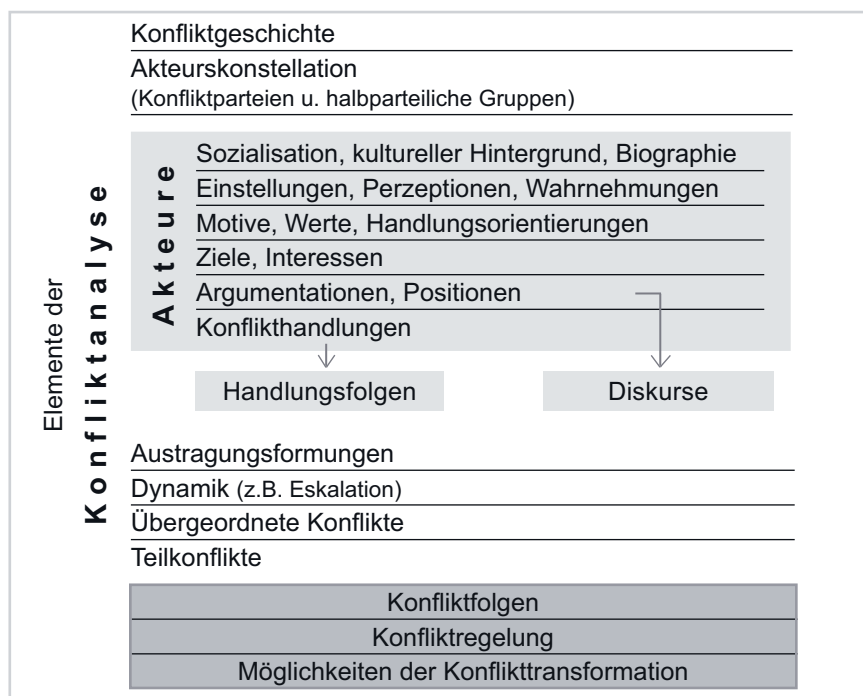 Elemente der
Konfliktanalyse
Konfliktgeschichte
Akteurskonstellation
(Konfliktparteien u. halbparteiliche Gruppen)
Akteure
Sozialisation, kultureller Hintergrund, Biographie
Einstellungen, Perzeptionen, Wahrnehmungen
Motive, Werte, Handlungsorientierungen
Ziele, Interessen
Argumentationen, Positionen
Konflikthandlungen
Handlungsfolgen
Diskurse
Austragungsformungen
Dynamik (z.B. Eskalation)
Übergeordnete Konflikte
Teilkonflikte
Konfliktfolgen
Konfliktregelung
Möglichkeiten der Konflikttransformation